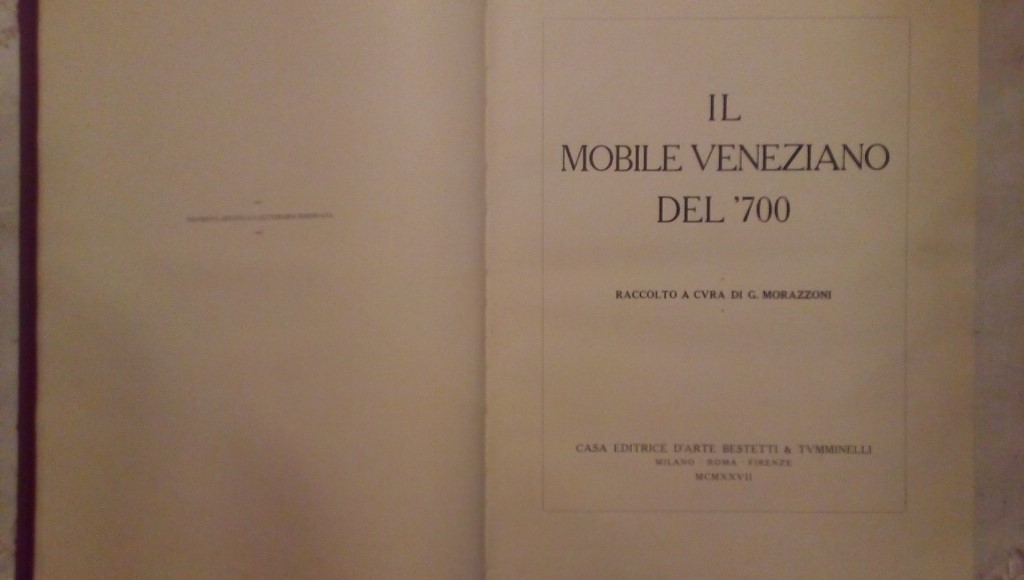 IL
MOBILE VENEZIANO
DEL '700
RACCOLTO A CVRA DI G. MORAZZONI
CASA EDITRICE D'ARTE BESTETTI & TVMMINELLI
MILANO - ROMA - FIRENZE
MCMXXVII